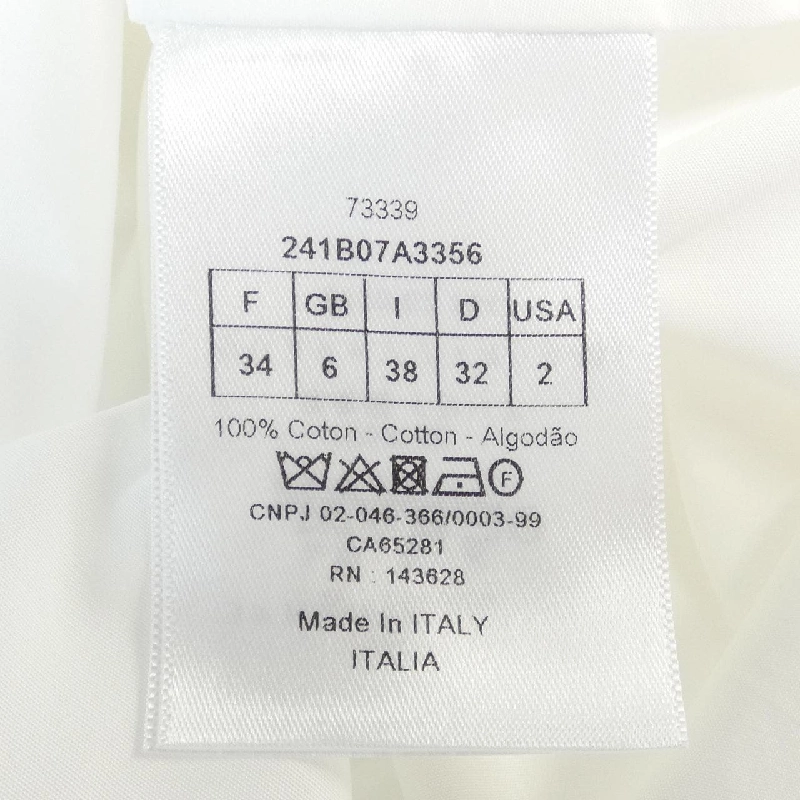 73339
241B07A3356
F GB I D USA
34 6 38 32 2
100% Coton - Cotton - Algodão
F
CNPJ 02-046-366/0003-99
CA65281
RN : 143628
Made In ITALY
ITALIA